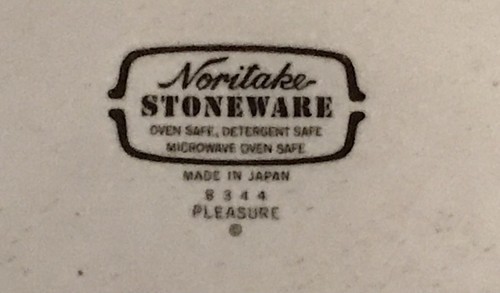 Noritake
STONEWARE
OVEN SAFE, DETERGENT SAFE
MICROWAVE OVEN SAFE
MADE IN JAPAN
8344
PLEASURE
©